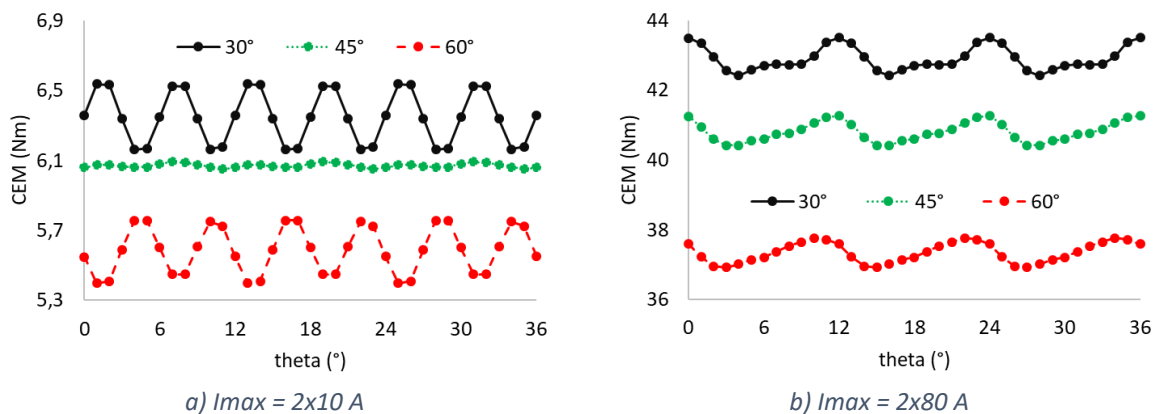 6,9
6,5
6,1
5,7
5,3
CEM (Nm)
30° 45° 60°
0 6 12 18 24 30 36
theta (°)
a) Imax = 2x10 A
44
42
40
38
36
CEM (Nm)
30° 45° 60°
0 6 12 18 24 30 36
theta (°)
b) Imax = 2x80 A